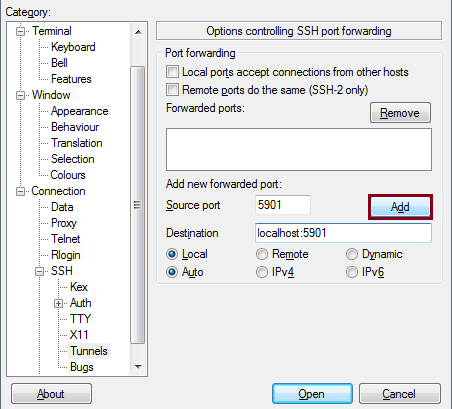 Category:
Terminal
Keyboard
Bell
Features
Window
Appearance
Behaviour
Translation
Selection
Colours
Connection
Data
Proxy
Telnet
Rlogin
SSH
Kex
Auth
TTY
X11
Tunnels
Bugs
Options controlling SSH port forwarding
Port forwarding
Local ports accept connections from other hosts
Remote ports do the same (SSH-2 only)
Forwarded ports:
Remove
Add new forwarded port:
Source port 5901 Add
Destination localhost:5901
Local Remote Dynamic
Auto IPv4 IPv6
About Open Cancel